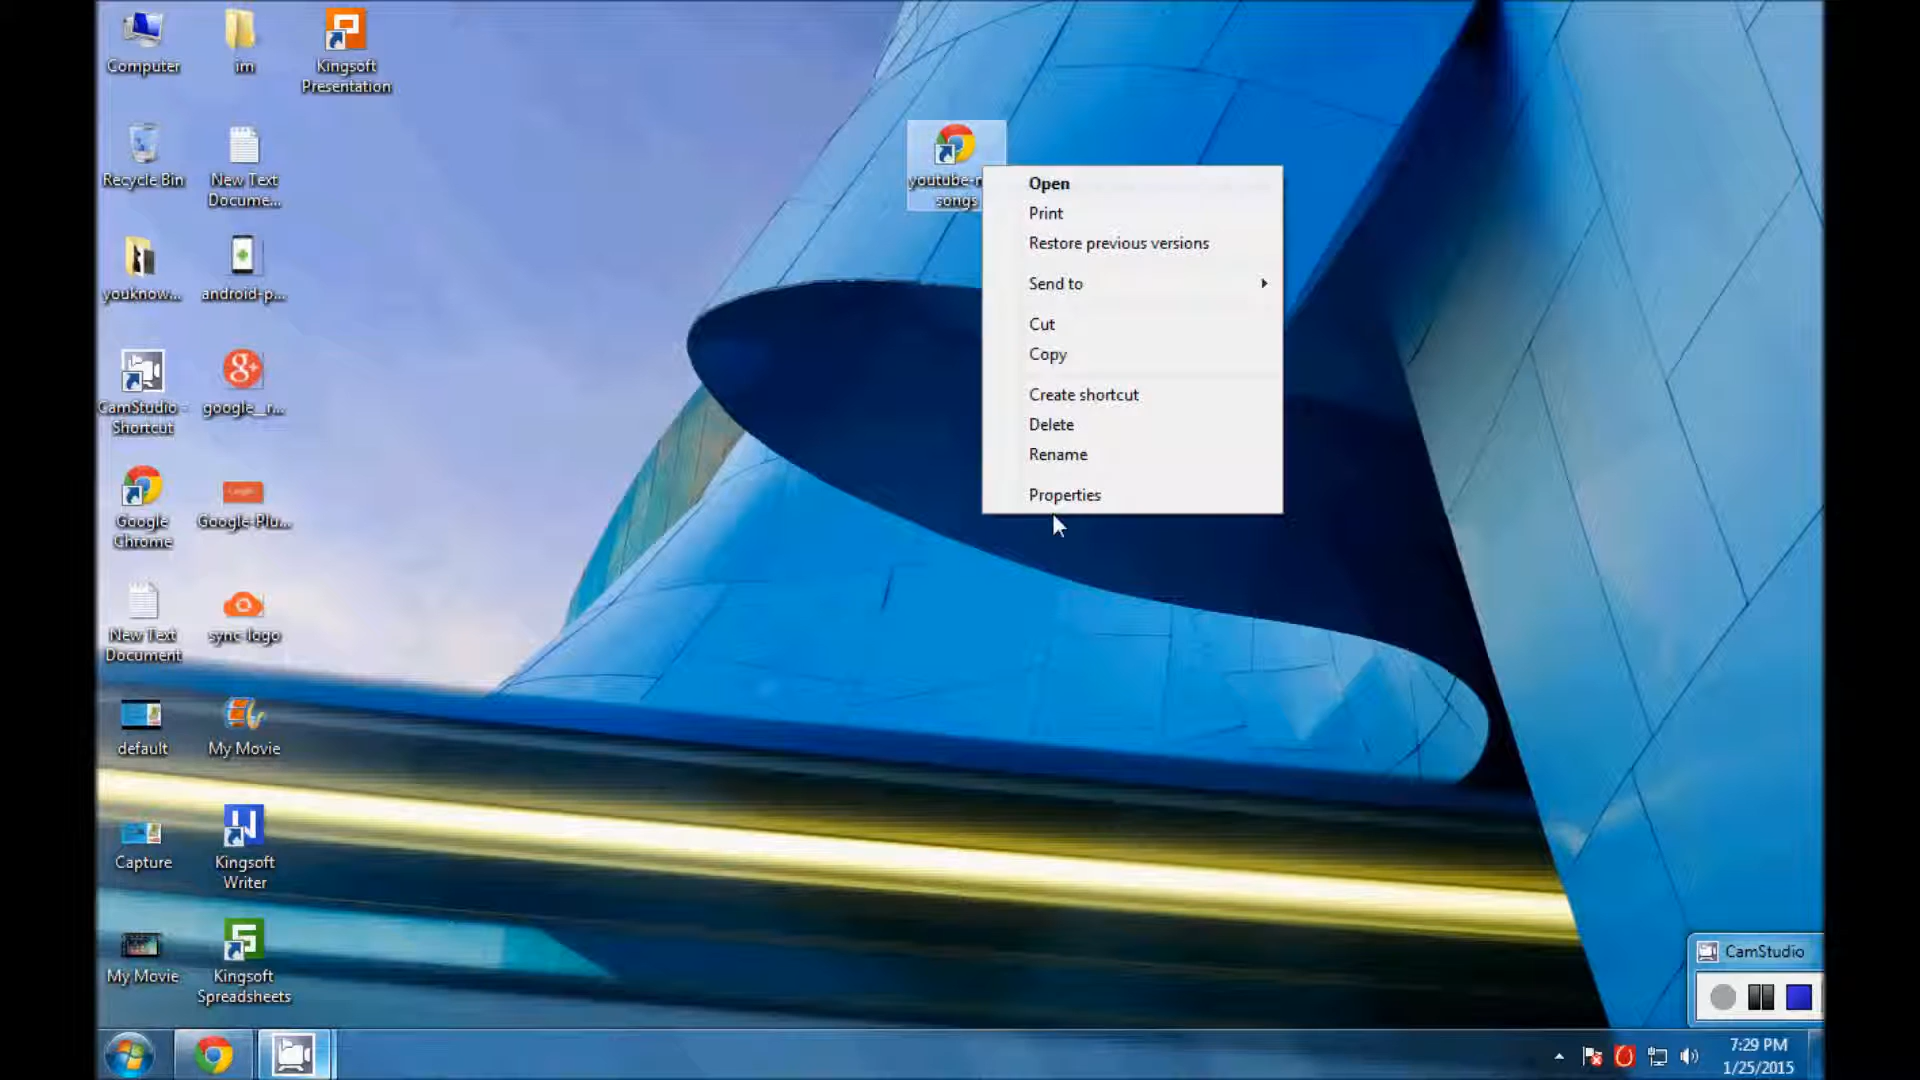 Computer
im
Kingsoft
Presentation
Recycle Bin
New Text
Docume...
youknow...
android-p...
CamStudio -
Shortcut
google_r...
Google
Chrome
Google-Plu...
New Text
Document
sync-logo
default
My Movie
Capture
Kingsoft
Writer
My Movie
Kingsoft
Spreadsheets
songs
Open
Print
Restore previous versions
Send to
Cut
Copy
Create shortcut
Delete
Rename
Properties
CamStudio
7:29 PM
1/25/2015